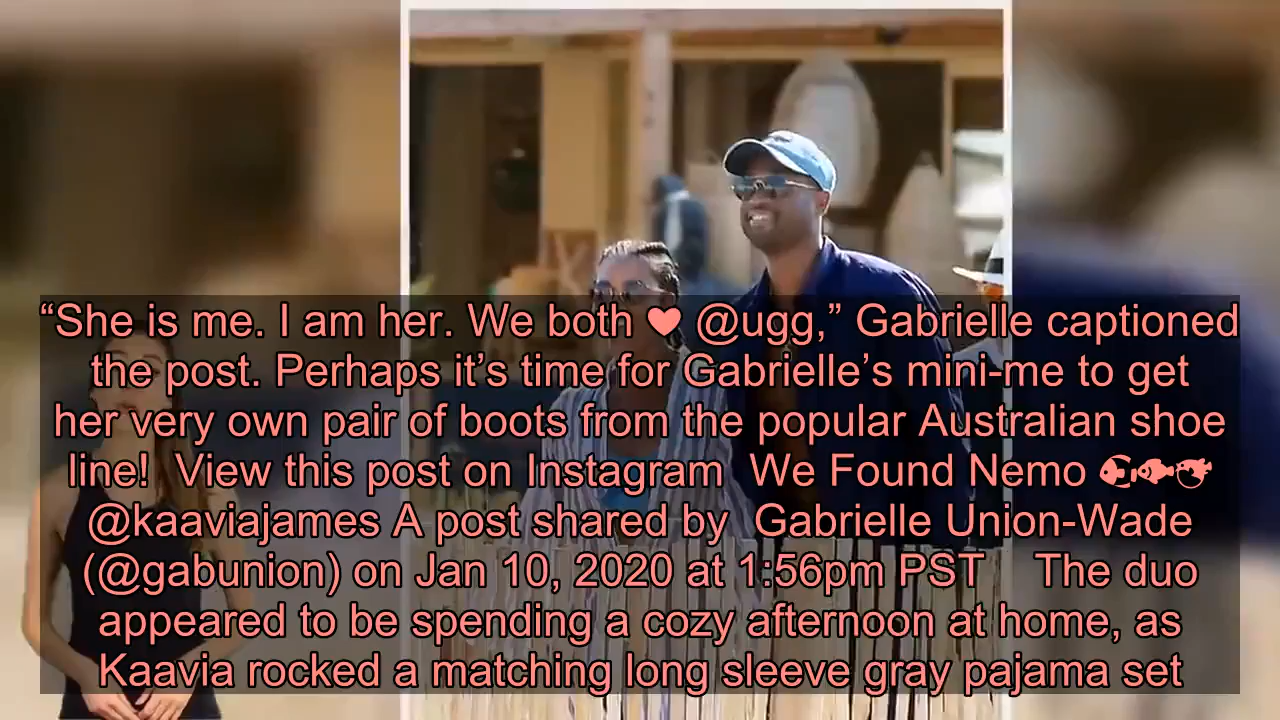 “She is me. I am her. We both ♥ @ugg,” Gabrielle captioned
the post. Perhaps it’s time for Gabrielle’s mini-me to get
her very own pair of boots from the popular Australian shoe
line!  View this post on Instagram  We Found Nemo 🐠🐠🐡
@kaaviajames A post shared by  Gabrielle Union-Wade
(@gabunion) on Jan 10, 2020 at 1:56pm PST    The duo
appeared to be spending a cozy afternoon at home, as
Kaavia rocked a matching long sleeve gray pajama set